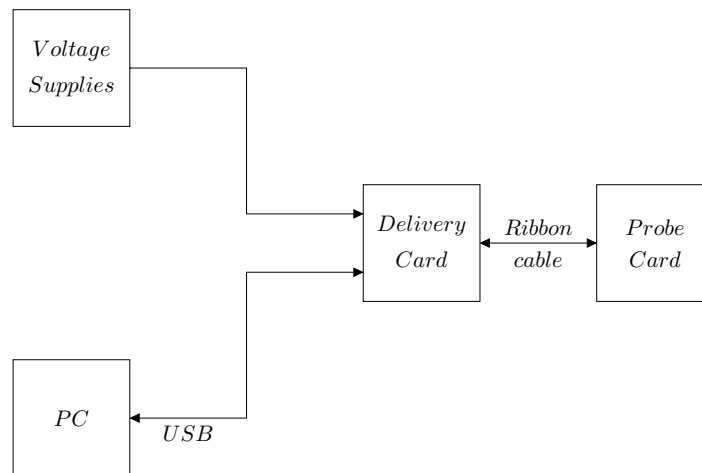 Voltage
Supplies
Delivery
Card
Ribbon
cable
Probe
Card
PC
USB